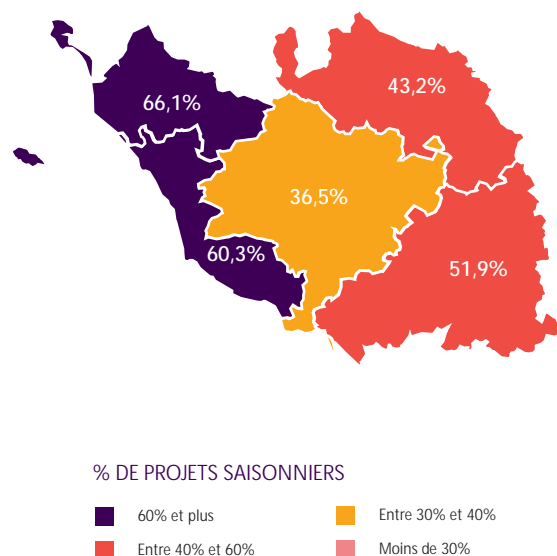 66,1%
43,2%
36,5%
60,3%
51,9%
% DE PROJETS SAISONNIERS
60% et plus
Entre 30% et 40%
Entre 40% et 60%
Moins de 30%